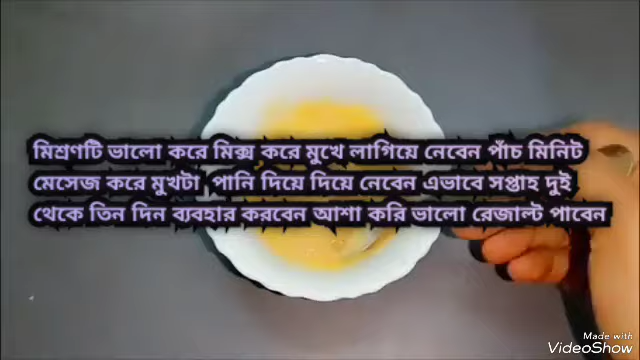 মিশ্রণটি ভালো করে মিক্স করে মুখে লাগিয়ে নেবেন পাঁচ মিনিট
মেসেজ করে মুখটা পানি দিয়ে দিয়ে নেবেন এভাবে সপ্তাহ দুই
থেকে তিন দিন ব্যবহার করবেন আশা করি ভালো রেজাল্ট পাবেন
Made with
VideoShow